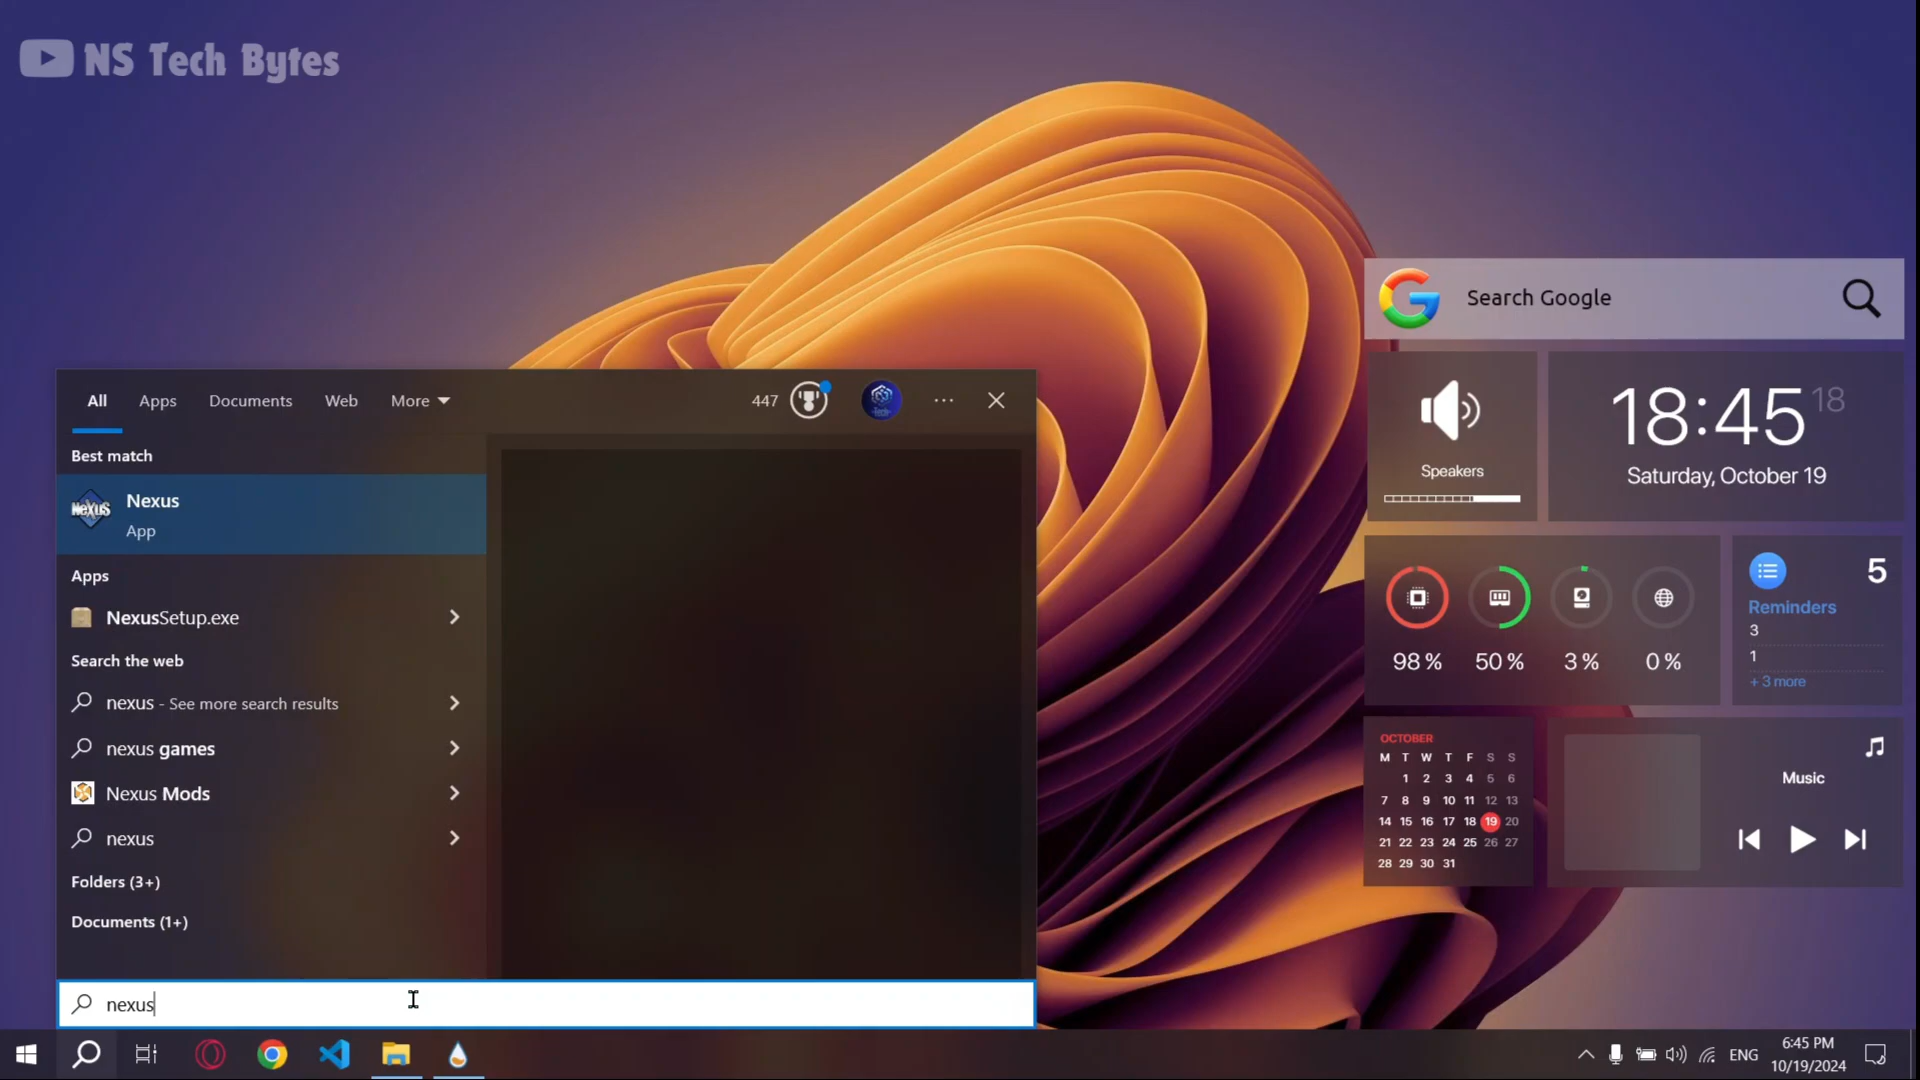 NS Tech Bytes
Search Google
Speakers
18:45 18
Saturday, October 19
98%
50%
3%
0%
5
Reminders
3
1
+ 3 more
OCTOBER
M T W T F S S
1 2 3 4 5 6
7 8 9 10 11 12 13
14 15 16 17 18 19 20
21 22 23 24 25 26 27
28 29 30 31
Music
All Apps Documents Web More 447
Best match
Nexus
Nexus
App
Apps
NexusSetup.exe
Search the web
nexus - See more search results
nexus games
Nexus Mods
nexus
Folders (3+)
Documents (1+)
nexus
ENG
6:45 PM
10/19/2024